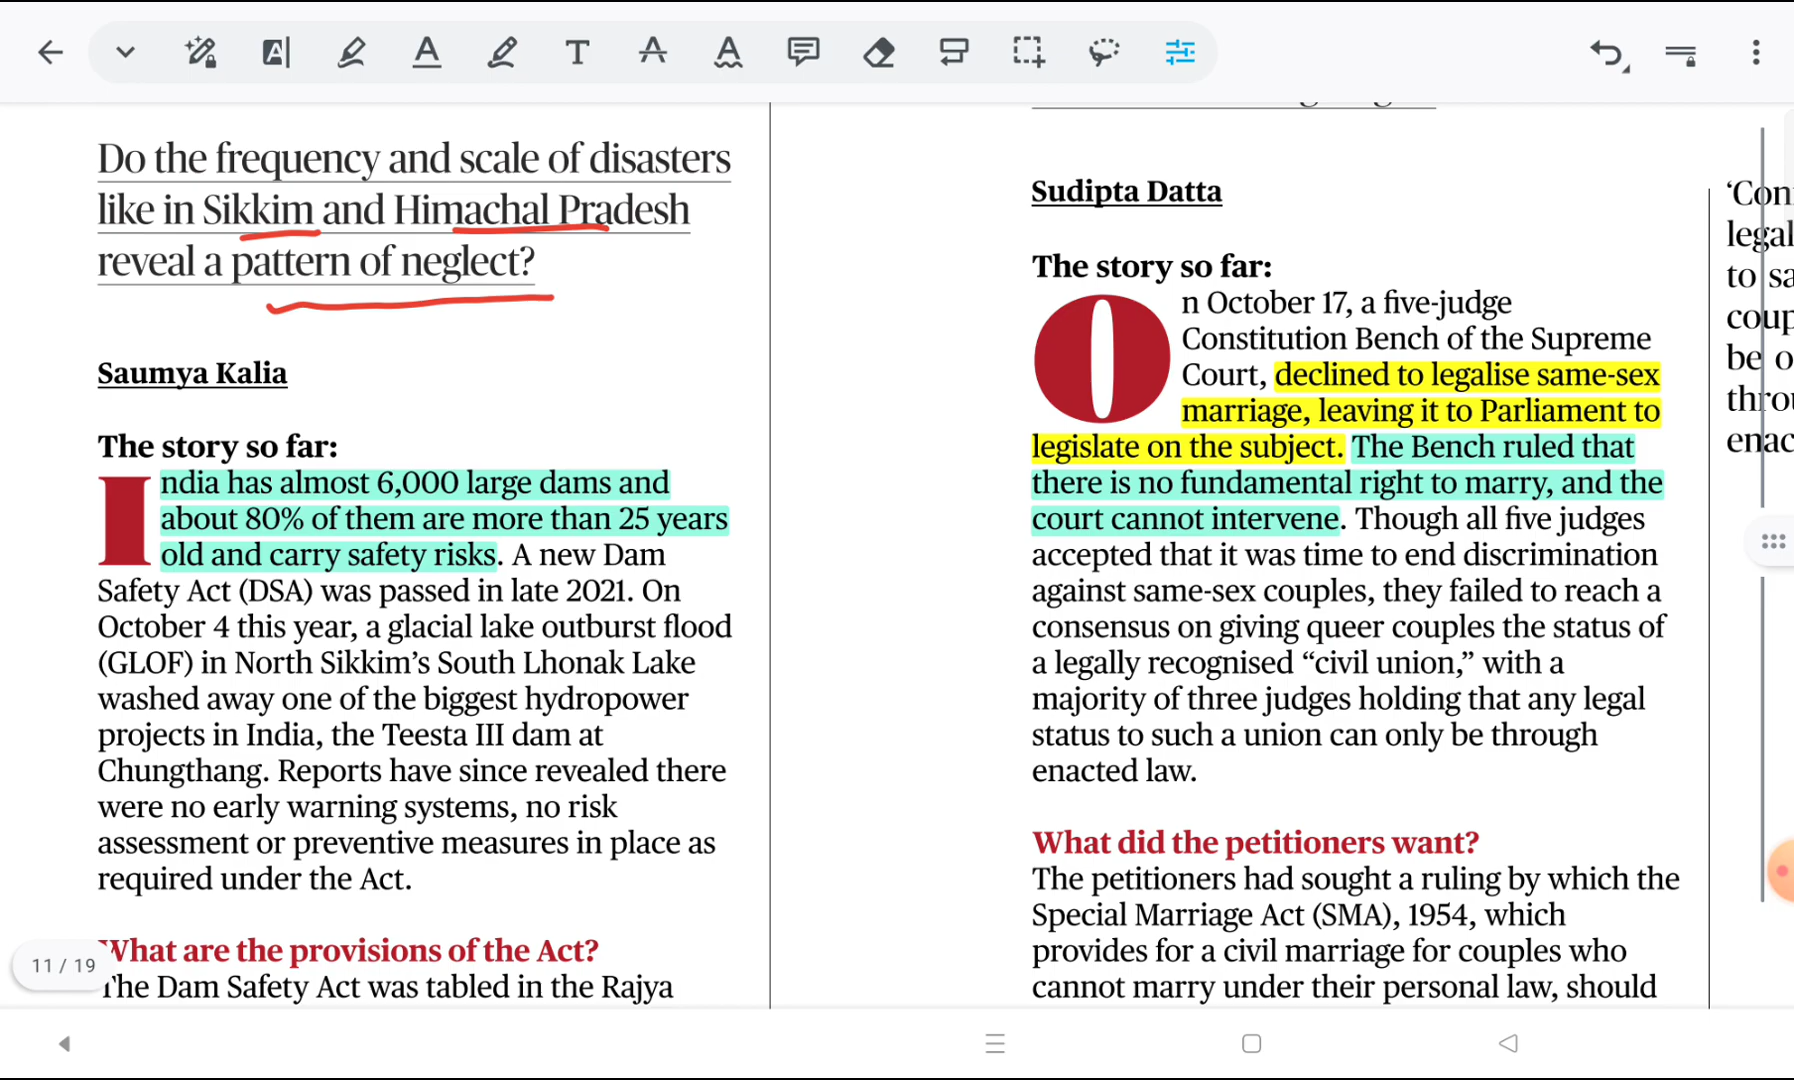 Do the frequency and scale of disasters
like in Sikkim and Himachal Pradesh
reveal a pattern of neglect?
Saumya Kalia
The story so far:
India has almost 6,000 large dams and
about 80% of them are more than 25 years
old and carry safety risks. A new Dam
Safety Act (DSA) was passed in late 2021. On
October 4 this year, a glacial lake outburst flood
(GLOF) in North Sikkim’s South Lhonak Lake
washed away one of the biggest hydropower
projects in India, the Teesta III dam at
Chungthang. Reports have since revealed there
were no early warning systems, no risk
assessment or preventive measures in place as
required under the Act.
What are the provisions of the Act?
The Dam Safety Act was tabled in the Rajya
11 / 19
Sudipta Datta
The story so far:
On October 17, a five-judge
Constitution Bench of the Supreme
Court, declined to legalise same-sex
marriage, leaving it to Parliament to
legislate on the subject. The Bench ruled that
there is no fundamental right to marry, and the
court cannot intervene. Though all five judges
accepted that it was time to end discrimination
against same-sex couples, they failed to reach a
consensus on giving queer couples the status of
a legally recognised “civil union,” with a
majority of three judges holding that any legal
status to such a union can only be through
enacted law.
What did the petitioners want?
The petitioners had sought a ruling by which the
Special Marriage Act (SMA), 1954, which
provides for a civil marriage for couples who
cannot marry under their personal law, should
‘Con
legal
to sa
coup
be o
throu
enac